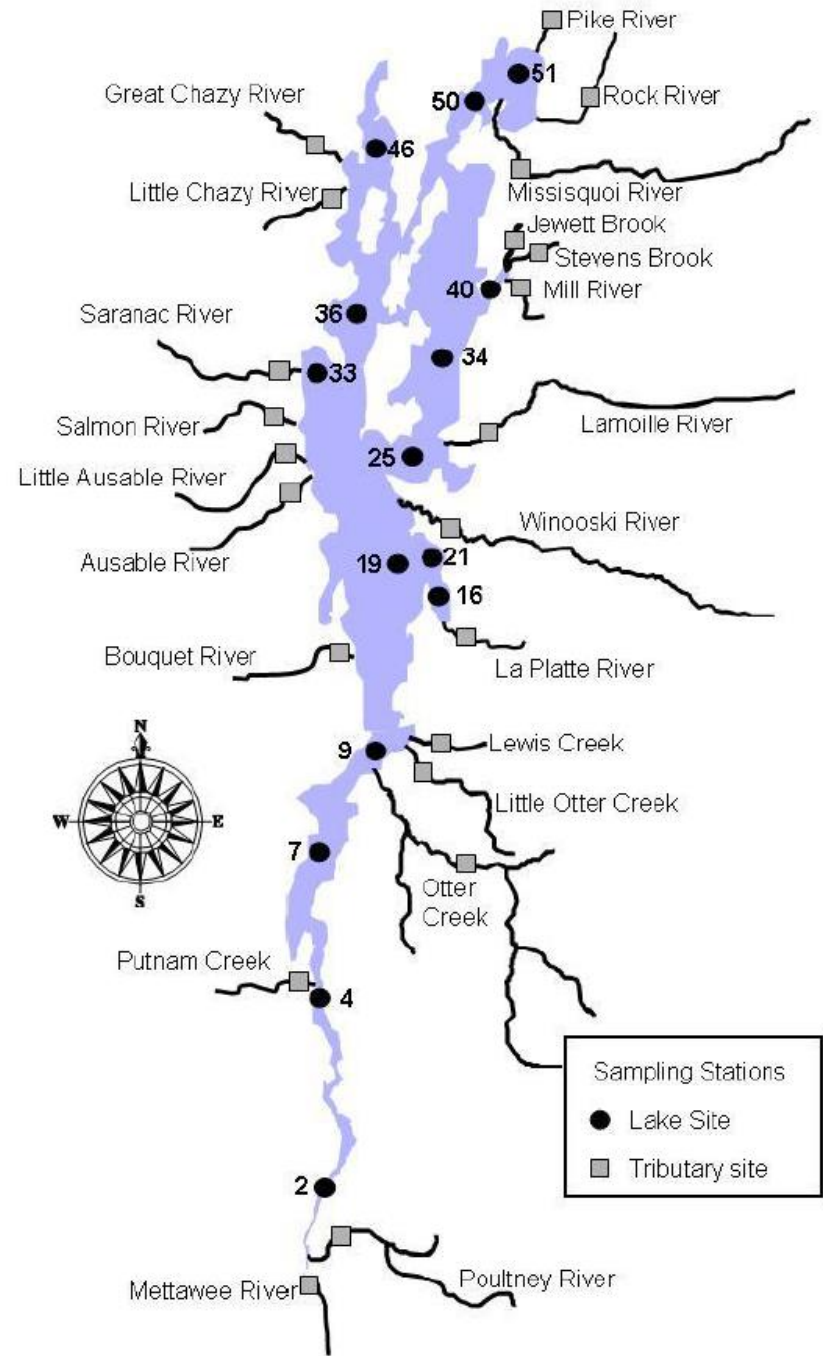 Pike River
51
50
Rock River
Great Chazy River
46
Little Chazy River
Missisquoi River
Jewett Brook
Stevens Brook
40
Mill River
36
Saranac River
34
33
Salmon River
Lamoille River
25
Little Ausable River
Winooski River
Ausable River
19
21
16
Bouquet River
La Platte River
N
W
E
S
9
Lewis Creek
Little Otter Creek
7
Otter
Creek
Putnam Creek
4
Sampling Stations
Lake Site
Tributary site
2
Mettawee River
Poultney River